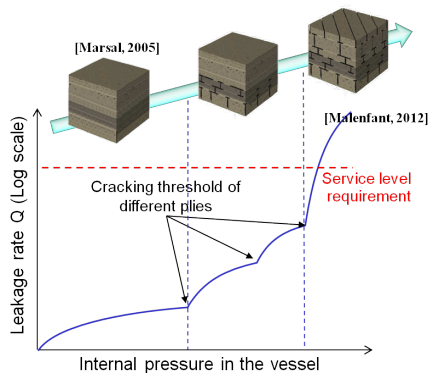 [Marsal, 2005]
[Malenfant, 2012]
Service level
requirement
Cracking threshold of
different plies
Leakage rate Q (Log scale)
Internal pressure in the vessel